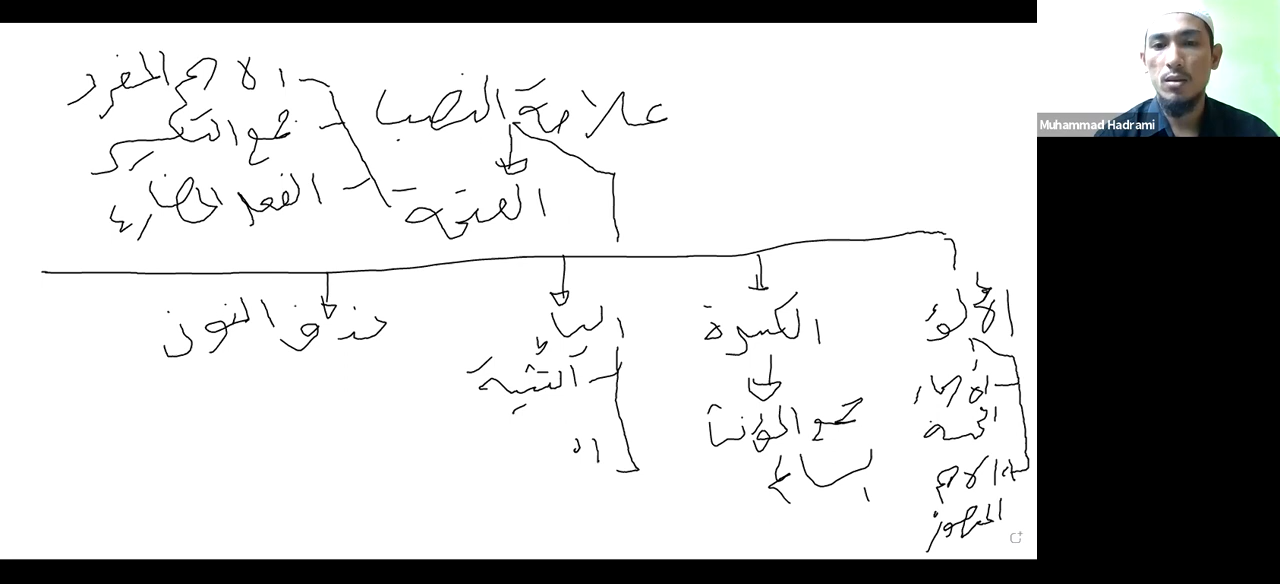 علامة النصب
الفتحة
الاسم المفرد
جمع التكسير
الفعل المضارع
الأسماء
الخمسة
الاسم
الكسرة
جمع المؤنث
السالم
الياء
التثنية
حذف النون
Muhammad Hadrami